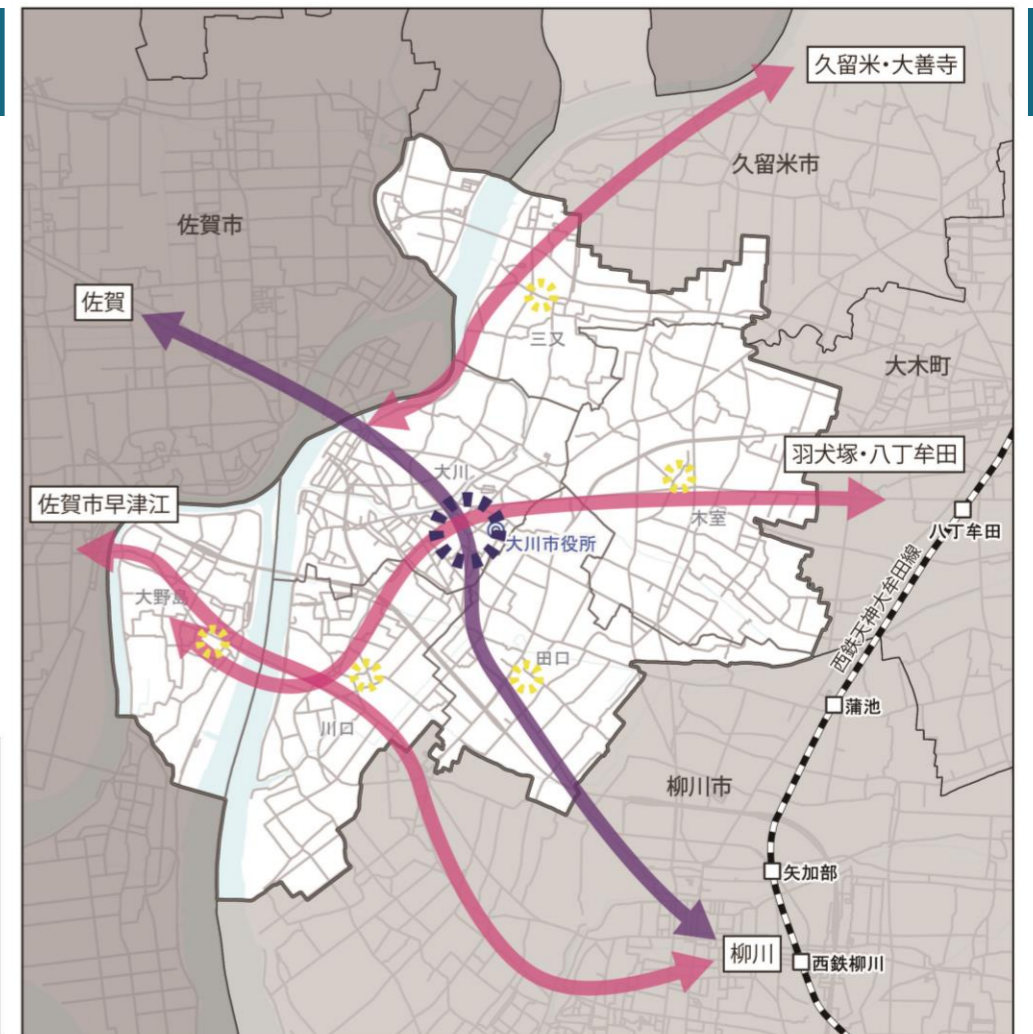 久留米・大善寺
久留米市
佐賀市
佐賀
三又
大木町
羽犬塚・八丁牟田
大川
佐賀市早津江
木室
八丁牟田
大川市役所
西鉄天神大牟田線
大野島
田口
蒲池
川口
柳川市
矢加部
柳川
西鉄柳川